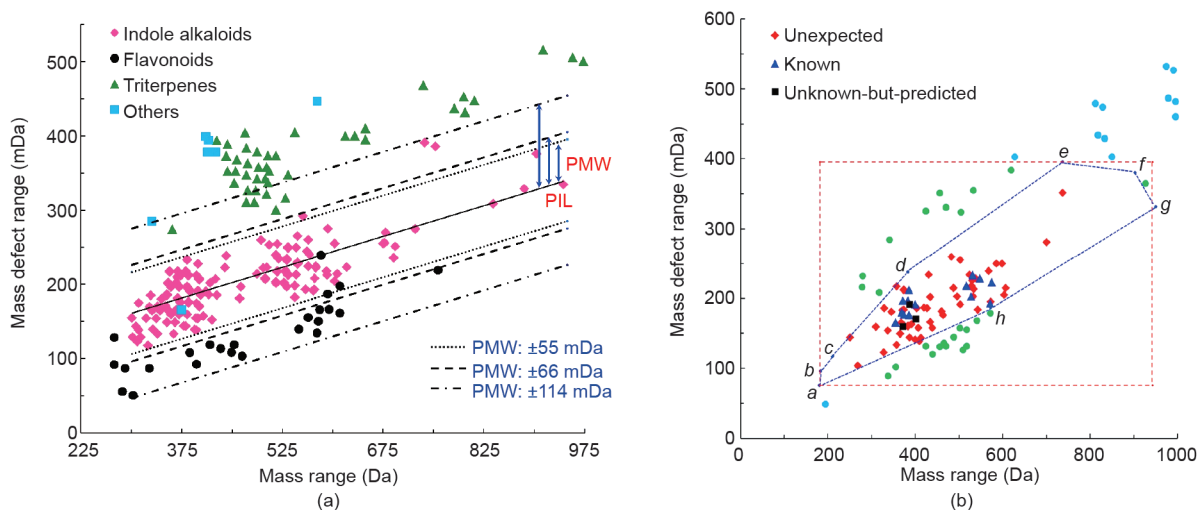 Mass defect range (mDa)
500
400
300
200
100
0
Indole alkaloids
Flavonoids
Triterpenes
Others
PMW
PIL
PMW: ±55 mDa
PMW: ±66 mDa
PMW: ±114 mDa
225 375 525 675 825 975
Mass range (Da)
(a)
Mass defect range (mDa)
600
500
400
300
200
100
0
Unexpected
Known
Unknown-but-predicted
a
b
c
d
e
f
g
h
0 200 400 600 800 1000
Mass range (Da)
(b)